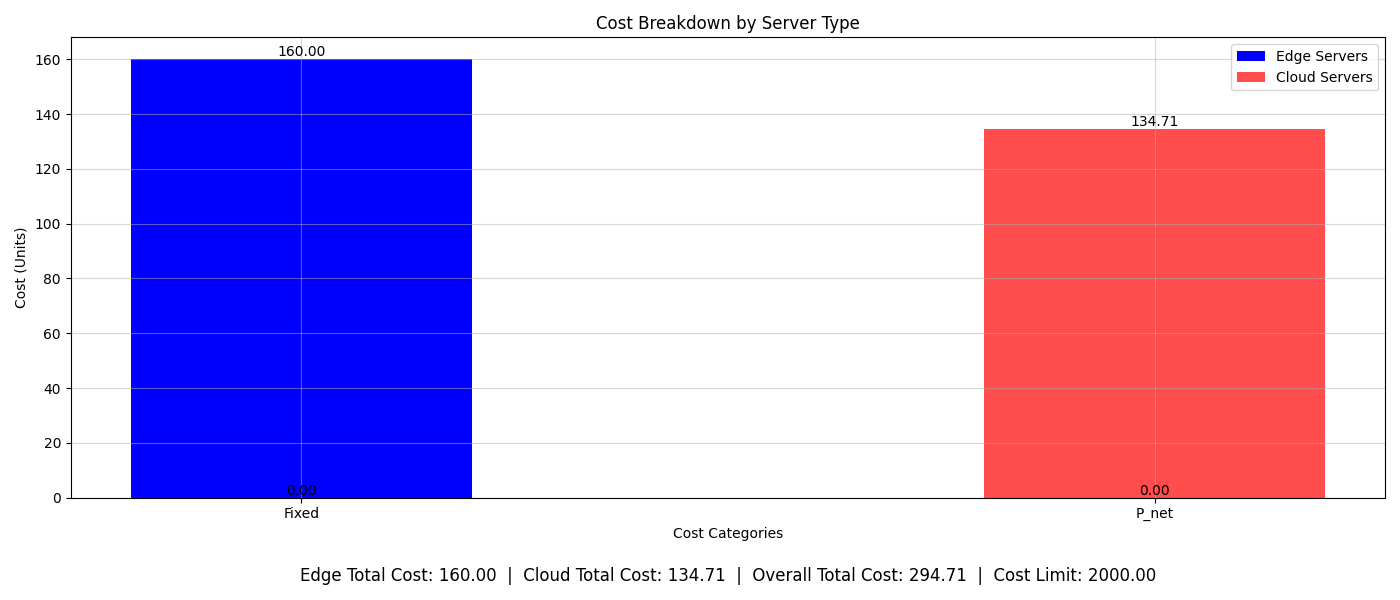 Cost Breakdown by Server Type
160.00
Edge Servers
Cloud Servers
134.71
160
140
120
100
80
60
40
20
0
Cost (Units)
0.00
0.00
Fixed
P_net
Cost Categories
Edge Total Cost: 160.00 | Cloud Total Cost: 134.71 | Overall Total Cost: 294.71 | Cost Limit: 2000.00